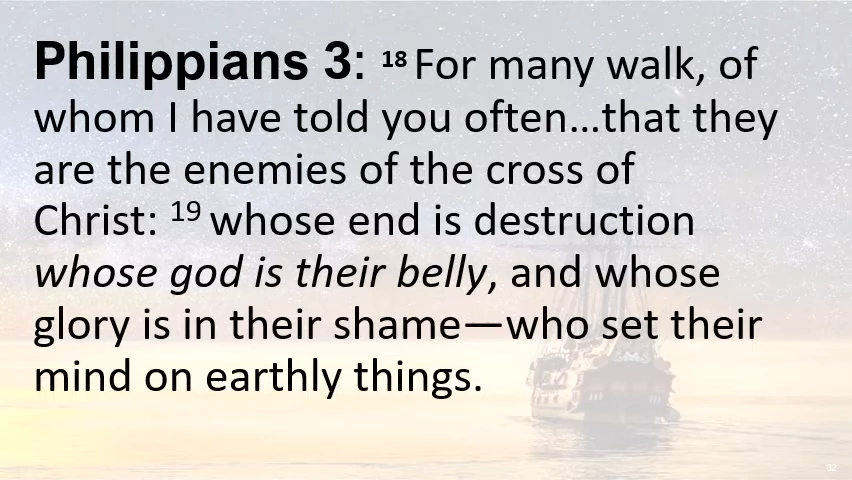 Philippians 3: 18 For many walk, of
whom I have told you often…that they
are the enemies of the cross of
Christ: 19 whose end is destruction
whose god is their belly, and whose
glory is in their shame—who set their
mind on earthly things.
32